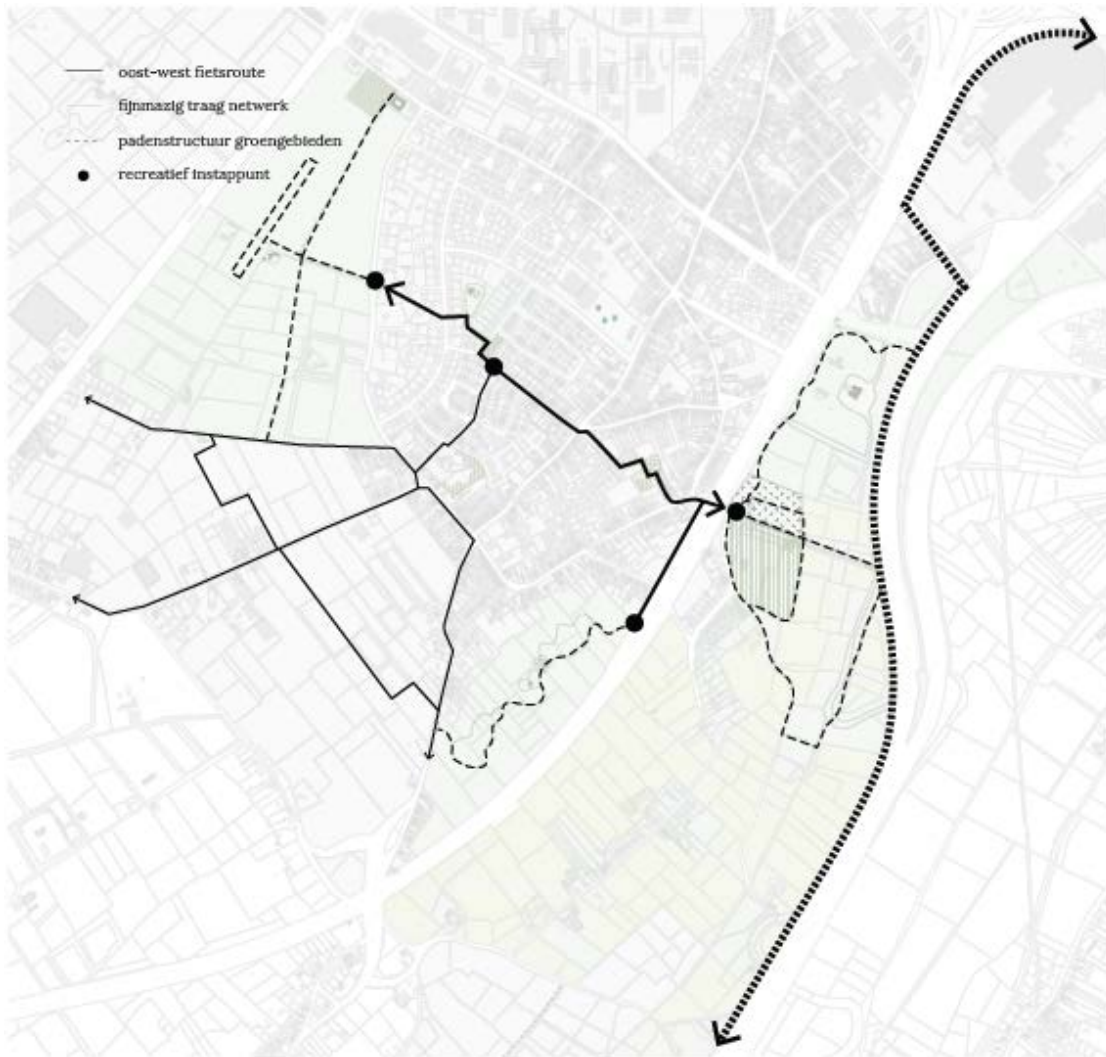 oost-west fietsroute
fijnmazig traag netwerk
padenstructuur groengebieden
recreatief instappunt